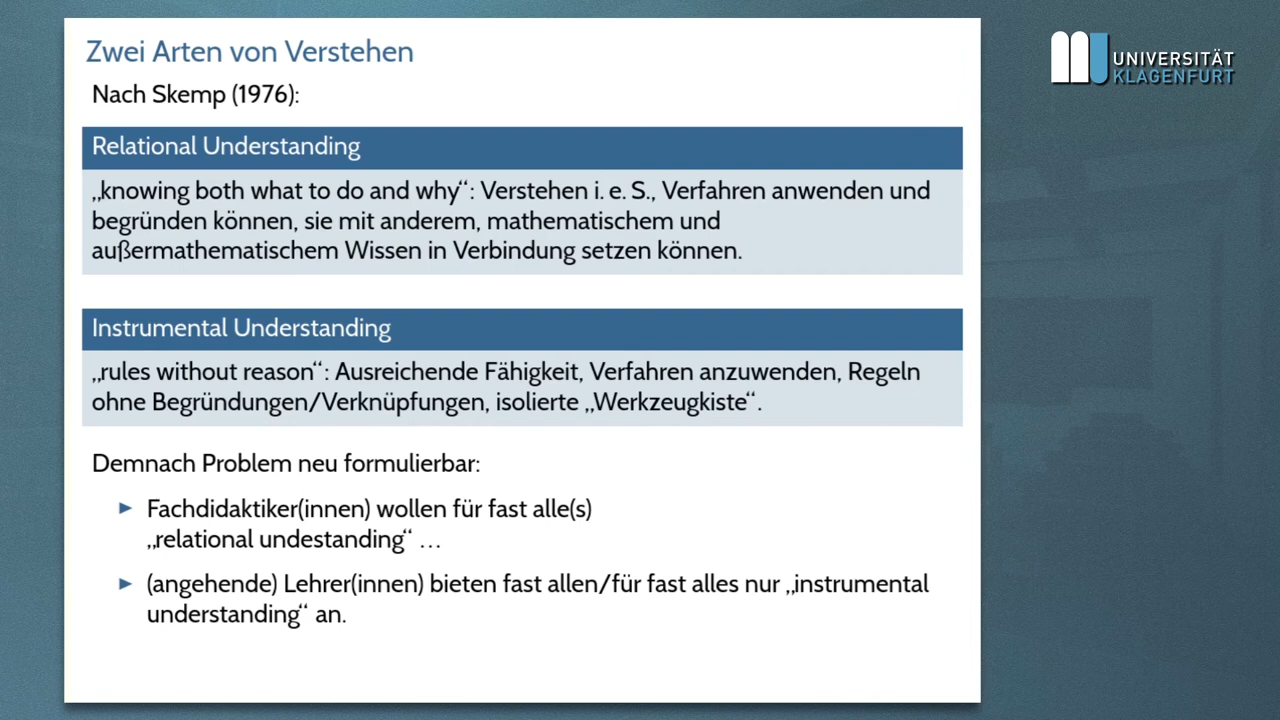 Zwei Arten von Verstehen
UNIVERSITÄT
KLAGENFURT
Nach Skemp (1976):
Relational Understanding
„knowing both what to do and why“: Verstehen i. e. S., Verfahren anwenden und
begründen können, sie mit anderem, mathematischem und
außermathematischem Wissen in Verbindung setzen können.
Instrumental Understanding
„rules without reason“: Ausreichende Fähigkeit, Verfahren anzuwenden, Regeln
ohne Begründungen/Verknüpfungen, isolierte „Werkzeugkiste“.
Demnach Problem neu formulierbar:
► Fachdidaktiker(innen) wollen für fast alle(s)
„relational undestanding“ …
► (angehende) Lehrer(innen) bieten fast allen/für fast alles nur „instrumental
understanding“ an.